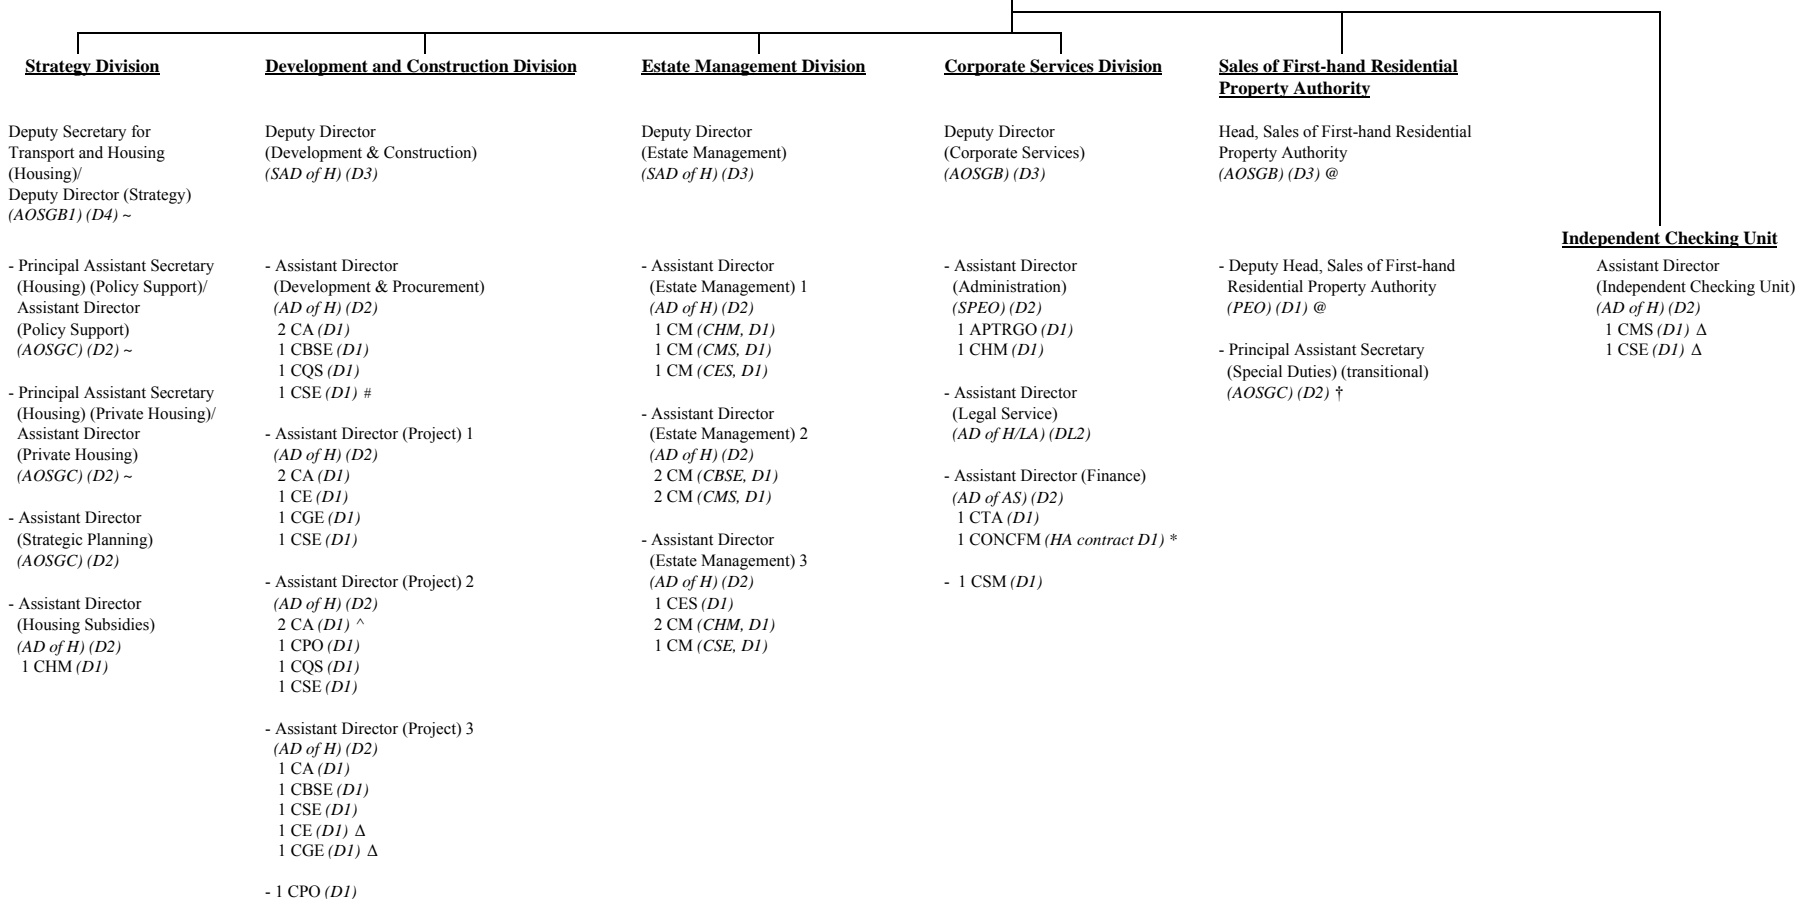 Strategy Division
Deputy Secretary for
Transport and Housing
(Housing)/
Deputy Director (Strategy)
(AOSGB1) (D4) ~
- Principal Assistant Secretary
(Housing) (Policy Support)/
Assistant Director
(Policy Support)
(AOSGC) (D2) ~
- Principal Assistant Secretary
(Housing) (Private Housing)/
Assistant Director
(Private Housing)
(AOSGC) (D2) ~
- Assistant Director
(Strategic Planning)
(AOSGC) (D2)
- Assistant Director
(Housing Subsidies)
(AD of H) (D2)
1 CHM (D1)
Development and Construction Division
Deputy Director
(Development & Construction)
(SAD of H) (D3)
- Assistant Director
(Development & Procurement)
(AD of H) (D2)
2 CA (D1)
1 CBSE (D1)
1 CQS (D1)
1 CSE (D1) #
- Assistant Director (Project) 1
(AD of H) (D2)
2 CA (D1)
1 CE (D1)
1 CGE (D1)
1 CSE (D1)
- Assistant Director (Project) 2
(AD of H) (D2)
2 CA (D1) ^
1 CPO (D1)
1 CQS (D1)
1 CSE (D1)
- Assistant Director (Project) 3
(AD of H) (D2)
1 CA (D1)
1 CBSE (D1)
1 CSE (D1)
1 CE (D1) Δ
1 CGE (D1) Δ
- 1 CPO (D1)
Estate Management Division
Deputy Director
(Estate Management)
(SAD of H) (D3)
- Assistant Director
(Estate Management) 1
(AD of H) (D2)
1 CM (CHM, D1)
1 CM (CMS, D1)
1 CM (CES, D1)
- Assistant Director
(Estate Management) 2
(AD of H) (D2)
2 CM (CBSE, D1)
2 CM (CMS, D1)
- Assistant Director
(Estate Management) 3
(AD of H) (D2)
1 CES (D1)
2 CM (CHM, D1)
1 CM (CSE, D1)
Corporate Services Division
Deputy Director
(Corporate Services)
(AOSGB) (D3)
- Assistant Director
(Administration)
(SPEO) (D2)
1 APTRGO (D1)
1 CHM (D1)
- Assistant Director
(Legal Service)
(AD of H/LA) (DL2)
- Assistant Director (Finance)
(AD of AS) (D2)
1 CTA (D1)
1 CONCFM (HA contract D1) *
- 1 CSM (D1)
Sales of First-hand Residential
Property Authority
Head, Sales of First-hand Residential
Property Authority
(AOSGB) (D3) @
- Deputy Head, Sales of First-hand
Residential Property Authority
(PEO) (D1) @
- Principal Assistant Secretary
(Special Duties) (transitional)
(AOSGC) (D2) †
Independent Checking Unit
Assistant Director
(Independent Checking Unit)
(AD of H) (D2)
1 CMS (D1) Δ
1 CSE (D1) Δ